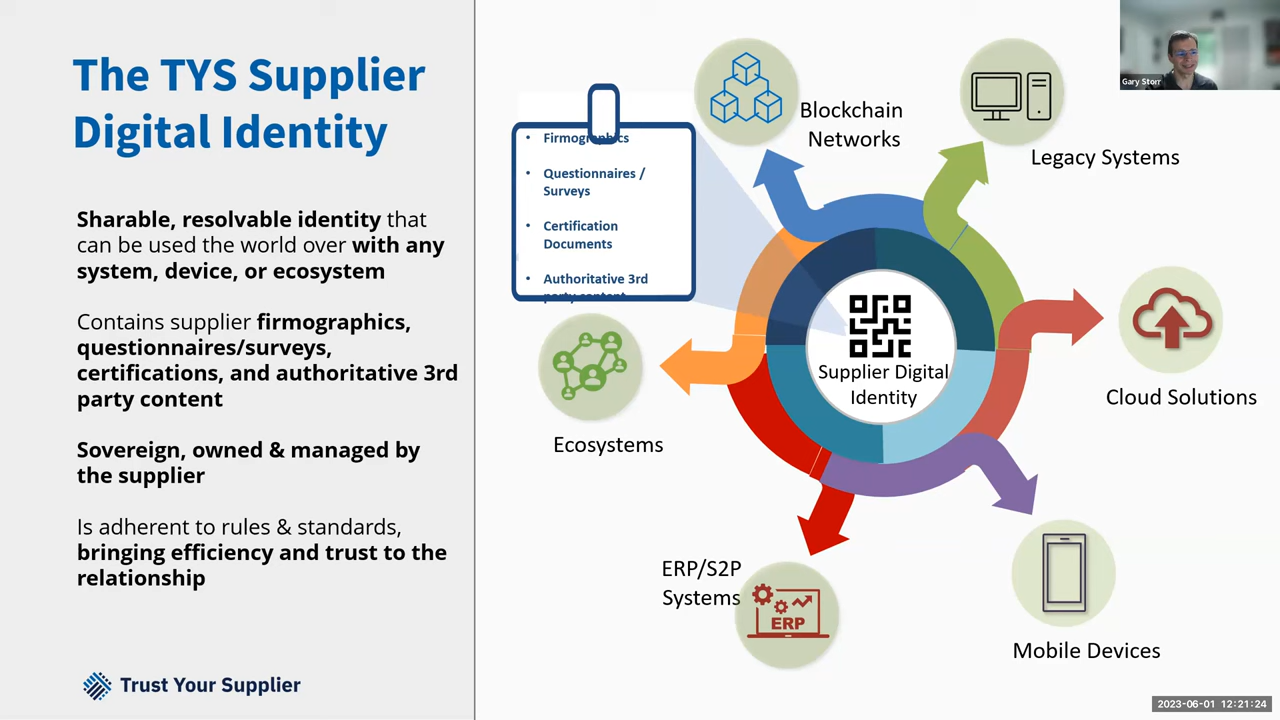 The TYS Supplier
Digital Identity
Sharable, resolvable identity that
can be used the world over with any
system, device, or ecosystem
Contains supplier firmographics,
questionnaires/surveys,
certifications, and authoritative 3rd
party content
Sovereign, owned & managed by
the supplier
Is adherent to rules & standards,
bringing efficiency and trust to the
relationship
Trust Your Supplier
• Firmographics
• Questionnaires /
Surveys
• Certification
Documents
• Authoritative 3rd
party content
Blockchain
Networks
Legacy Systems
Cloud Solutions
Mobile Devices
ERP/S2P
Systems
ERP
Ecosystems
Supplier Digital
Identity
Gary Storr
2023-06-01 12:21:24